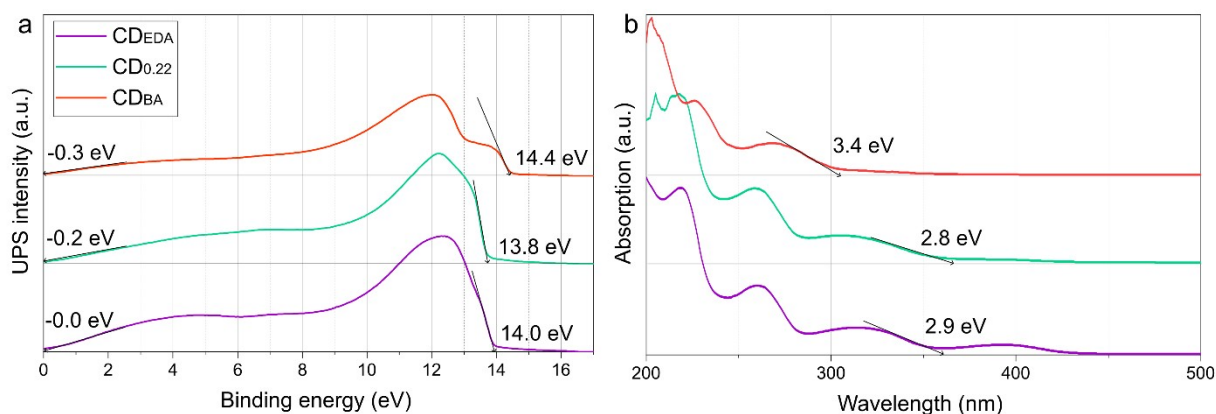 a
CDEDA
CD0.22
CDBA
-0.3 eV
14.4 eV
-0.2 eV
13.8 eV
-0.0 eV
14.0 eV
UPS intensity (a.u.)
0 2 4 6 8 10 12 14 16
Binding energy (eV)
b
3.4 eV
2.8 eV
2.9 eV
Absorption (a.u.)
200 300 400 500
Wavelength (nm)